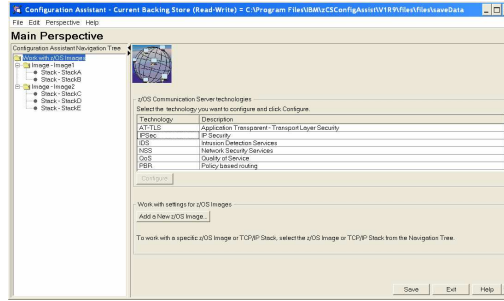 Configuration Assistant - Current Backing Store (Read-Write) = C:\Program Files\IBM\zCSConfigAssist\V1R9\files\files\saveData
File Edit Perspective Help
Main Perspective
Configuration Assistant Navigation Tree
Work with z/OS Images
Image - Image1
Stack - StackA
Stack - StackB
Image - Image2
Stack - StackC
Stack - StackD
Stack - StackE
z/OS Communication Server technologies
Select the technology you want to configure and click Configure.
Technology Description
AT-TLS Application Transparent - Transport Layer Security
IPSec IP Security
IDS Intrusion Detection Services
NSS Network Security Services
QoS Quality of Service
PBR Policy based routing
Configure
Work with settings for z/OS Images
Add a New z/OS Image...
To work with a specific z/OS Image or TCP/IP Stack, select the z/OS Image or TCP/IP Stack from the Navigation Tree.
Save Exit Help